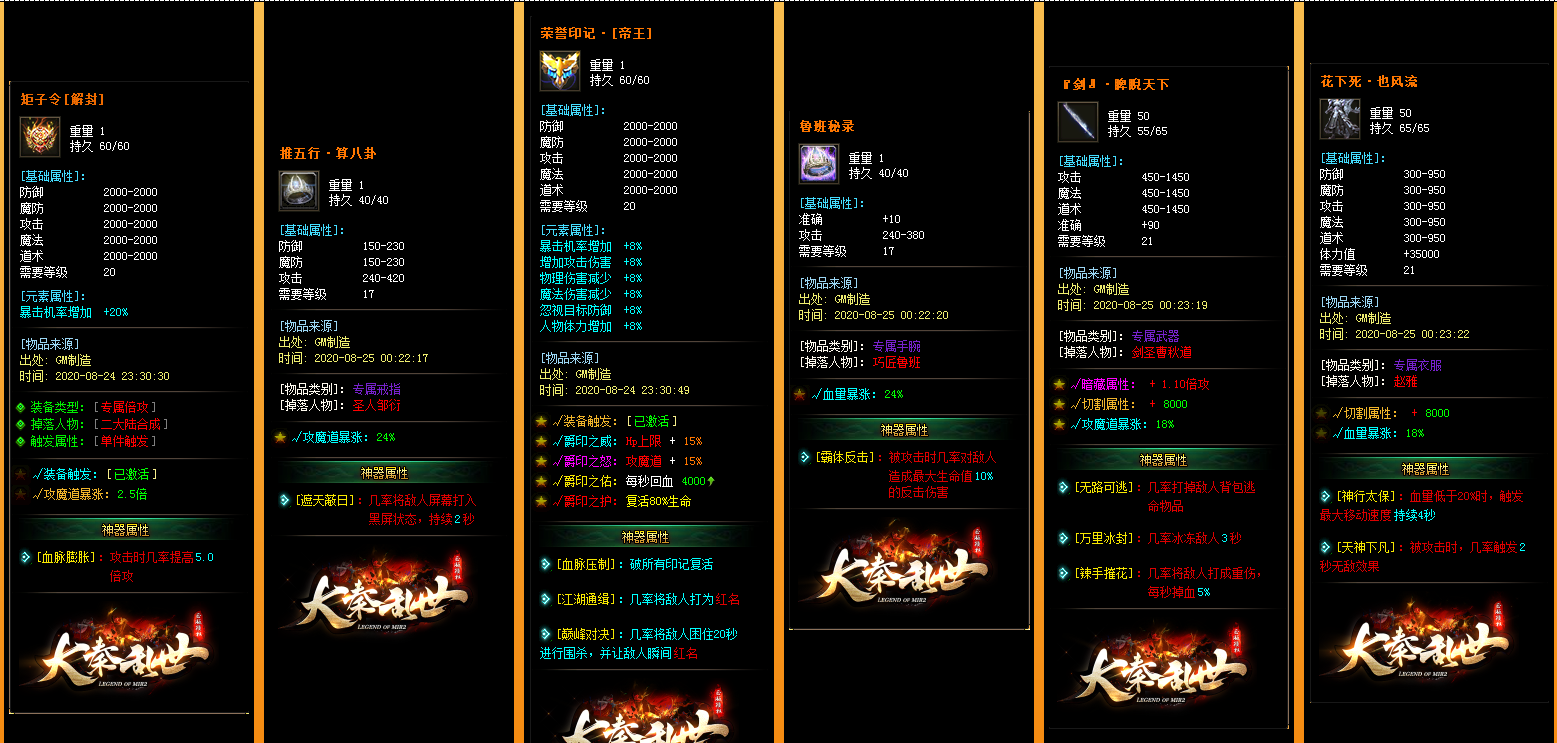 矩子令[解封]
重量 1
持久 60/60
[基础属性]:
防御 2000-2000
魔防 2000-2000
攻击 2000-2000
魔法 2000-2000
道术 2000-2000
需要等级 20
[元素属性]:
暴击机率增加 +20%
[物品来源]
出处: GM制造
时间: 2020-08-24 23:30:30
装备类型: [专属倍攻]
掉落人物: [二大陆合成]
触发属性: [单件触发]
√装备触发: [已激活]
√攻魔道暴涨: 2.5倍
神器属性
[血脉膨胀]: 攻击时几率提高5.0
倍攻
大秦乱世
LEGEND OF MIR2
推五行·算八卦
重量 1
持久 40/40
[基础属性]:
防御 150-230
魔防 150-230
攻击 240-420
需要等级 17
[物品来源]
出处: GM制造
时间: 2020-08-25 00:22:17
[物品类别]: 专属戒指
[掉落人物]: 圣人邹衍
√攻魔道暴涨: 24%
神器属性
[遮天蔽日]: 几率将敌人屏幕打入
黑屏状态, 持续2秒
大秦乱世
LEGEND OF MIR2
荣誉印记·[帝王]
重量 1
持久 60/60
[基础属性]:
防御 2000-2000
魔防 2000-2000
攻击 2000-2000
魔法 2000-2000
道术 2000-2000
需要等级 20
[元素属性]:
暴击机率增加 +8%
增加攻击伤害 +8%
物理伤害减少 +8%
魔法伤害减少 +8%
忽视目标防御 +8%
人物体力增加 +8%
[物品来源]
出处: GM制造
时间: 2020-08-24 23:30:49
√装备触发: [已激活]
√爵印之威: Hp上限 + 15%
√爵印之怒: 攻魔道 + 15%
√爵印之佑: 每秒回血 4000↑
√爵印之护: 复活80%生命
神器属性
[血脉压制]: 破所有印记复活
[江湖通缉]: 几率将敌人打为红名
[巅峰对决]: 几率将敌人困住20秒
进行围杀, 并让敌人瞬间红名
大秦乱世
鲁班秘录
重量 1
持久 40/40
[基础属性]:
准确 +10
攻击 240-380
需要等级 17
[物品来源]
出处: GM制造
时间: 2020-08-25 00:22:20
[物品类别]: 专属手腕
[掉落人物]: 巧匠鲁班
√血量暴涨: 24%
神器属性
[霸体反击]: 被攻击时几率对敌人
造成最大生命值10%
的反击伤害
大秦乱世
LEGEND OF MIR2
『剑』·睥睨天下
重量 50
持久 55/65
[基础属性]:
攻击 450-1450
魔法 450-1450
道术 450-1450
准确 +90
需要等级 21
[物品来源]
出处: GM制造
时间: 2020-08-25 00:23:19
[物品类别]: 专属武器
[掉落人物]: 剑圣曹秋道
√暗藏属性: + 1.10倍攻
√切割属性: + 8000
√攻魔道暴涨: 18%
神器属性
[无路可逃]: 几率打掉敌人背包逃
命物品
[万里冰封]: 几率冰冻敌人3秒
[辣手摧花]: 几率将敌人打成重伤,
每秒掉血5%
大秦乱世
LEGEND OF MIR2
花下死·也风流
重量 50
持久 65/65
[基础属性]:
防御 300-950
魔防 300-950
攻击 300-950
魔法 300-950
道术 300-950
体力值 +35000
需要等级 21
[物品来源]
出处: GM制造
时间: 2020-08-25 00:23:22
[物品类别]: 专属衣服
[掉落人物]: 赵雅
√切割属性: + 8000
√血量暴涨: 18%
神器属性
[神行太保]: 血量低于20%时, 触发
最大移动速度持续4秒
[天神下凡]: 被攻击时, 几率触发2
秒无敌效果
大秦乱世
LEGEND OF MIR2